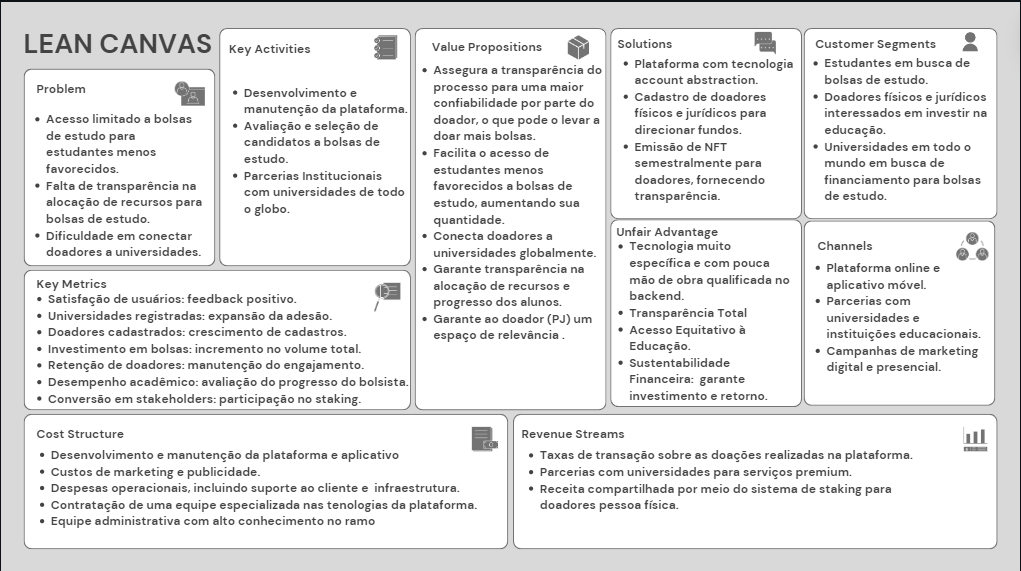 LEAN CANVAS
Problem
• Acesso limitado a bolsas
de estudo para
estudantes menos
favorecidos.
• Falta de transparência na
alocação de recursos para
bolsas de estudo.
• Dificuldade em conectar
doadores a universidades.
Key Activities
• Desenvolvimento e
manutenção da plataforma.
• Avaliação e seleção de
candidatos a bolsas de
estudo.
• Parcerias Institucionais
com universidades de todo
o globo.
Key Metrics
• Satisfação de usuários: feedback positivo.
• Universidades registradas: expansão da adesão.
• Doadores cadastrados: crescimento de cadastros.
• Investimento em bolsas: incremento no volume total.
• Retenção de doadores: manutenção do engajamento.
• Desempenho acadêmico: avaliação do progresso do bolsista.
• Conversão em stakeholders: participação no staking.
Value Propositions
• Assegura a transparência do
processo para uma maior
confiabilidade por parte do
doador, o que pode o levar a
doar mais bolsas.
• Facilita o acesso de
estudantes menos
favorecidos a bolsas de
estudo, aumentando sua
quantidade.
• Conecta doadores a
universidades globalmente.
• Garante transparência na
alocação de recursos e
progresso dos alunos.
• Garante ao doador (PJ) um
espaço de relevância .
Solutions
• Plataforma com tecnologia
account abstraction.
• Cadastro de doadores
físicos e jurídicos para
direcionar fundos.
• Emissão de NFT
semestralmente para
doadores, fornecendo
transparência.
Unfair Advantage
• Tecnologia muito
específica e com pouca
mão de obra qualificada no
backend.
• Transparência Total
• Acesso Equitativo à
Educação.
• Sustentabilidade
Financeira:  garante
investimento e retorno.
Customer Segments
• Estudantes em busca de
bolsas de estudo.
• Doadores físicos e jurídicos
interessados em investir na
educação.
• Universidades em todo o
mundo em busca de
financiamento para bolsas
de estudo.
Channels
• Plataforma online e
aplicativo móvel.
• Parcerias com
universidades e
instituições educacionais.
• Campanhas de marketing
digital e presencial.
Cost Structure
• Desenvolvimento e manutenção da plataforma e aplicativo
• Custos de marketing e publicidade.
• Despesas operacionais, incluindo suporte ao cliente e  infraestrutura.
• Contratação de uma equipe especializada nas tenologias da plataforma.
• Equipe administrativa com alto conhecimento no ramo
Revenue Streams
• Taxas de transação sobre as doações realizadas na plataforma.
• Parcerias com universidades para serviços premium.
• Receita compartilhada por meio do sistema de staking para
doadores pessoa física.